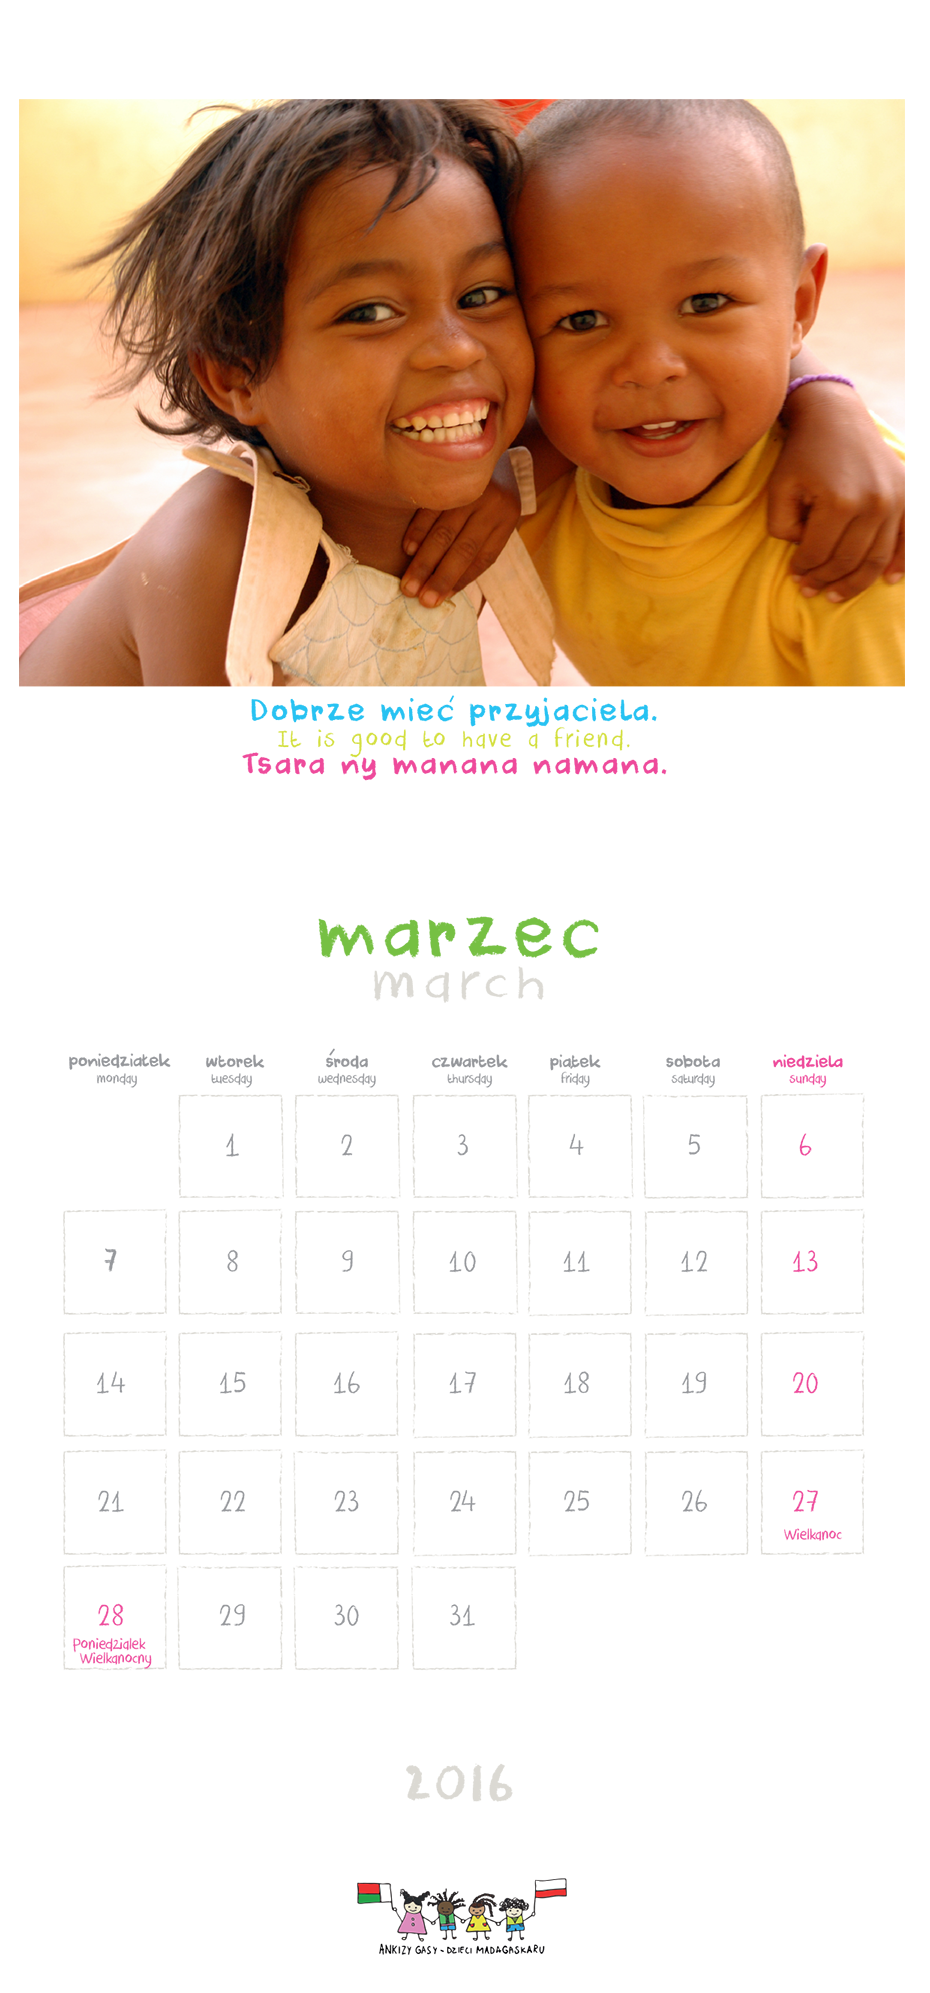 Dobrze mieć przyjaciela.
It is good to have a friend.
Tsara ny manana namana.
marzec
march
poniedziałek wtorek środa czwartek piątek sobota niedziela
monday tuesday wednesday thursday friday saturday sunday
1 2 3 4 5 6
7 8 9 10 11 12 13
14 15 16 17 18 19 20
21 22 23 24 25 26 27
Wielkanoc
28 29 30 31
Poniedziałek
Wielkanocny
2016
ANKIZY GASY - DZIECI MADAGASKARU